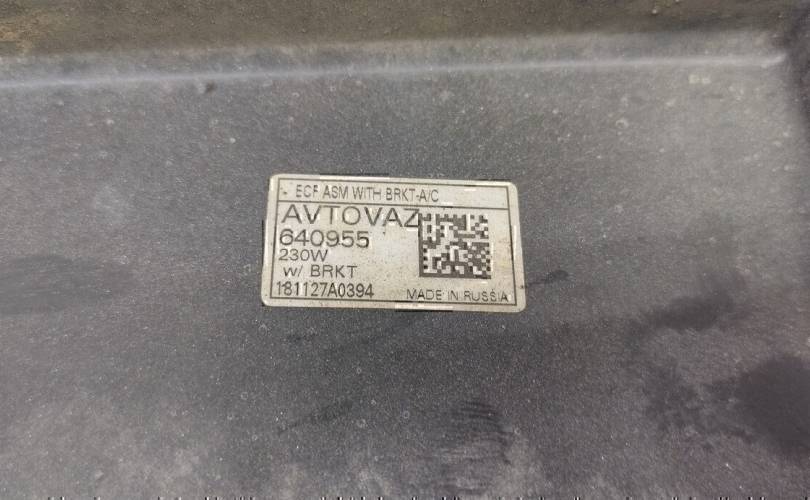 - ECF ASM WITH BRKT-A/C
AVTOVAZ
640955
230W
w/ BRKT
181127A0394 MADE IN RUSSIA